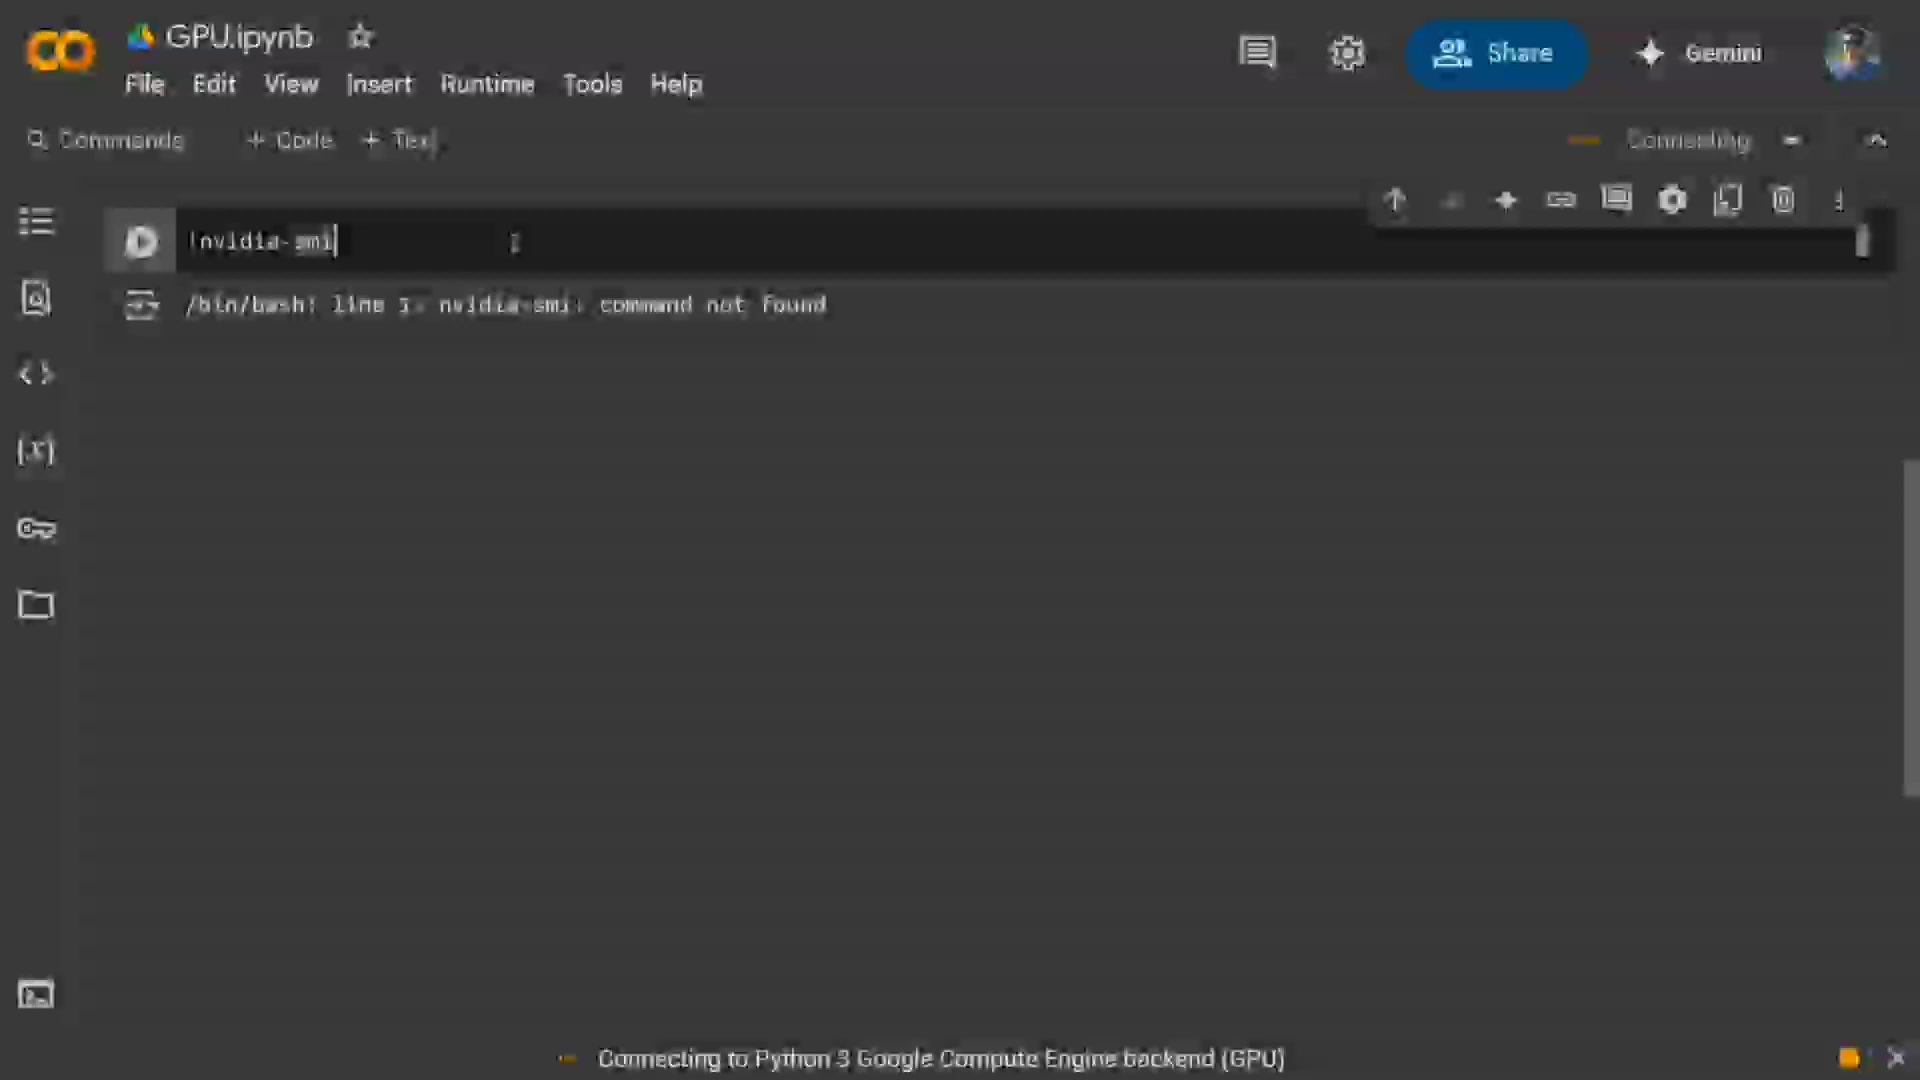 GPU.ipynb
Share
Gemini
File Edit View Insert Runtime Tools Help
Commands + Code + Text
Connecting
!nvidia-smi
/bin/bash: line 1: nvidia-smi: command not found
Connecting to Python 3 Google Compute Engine backend (GPU)